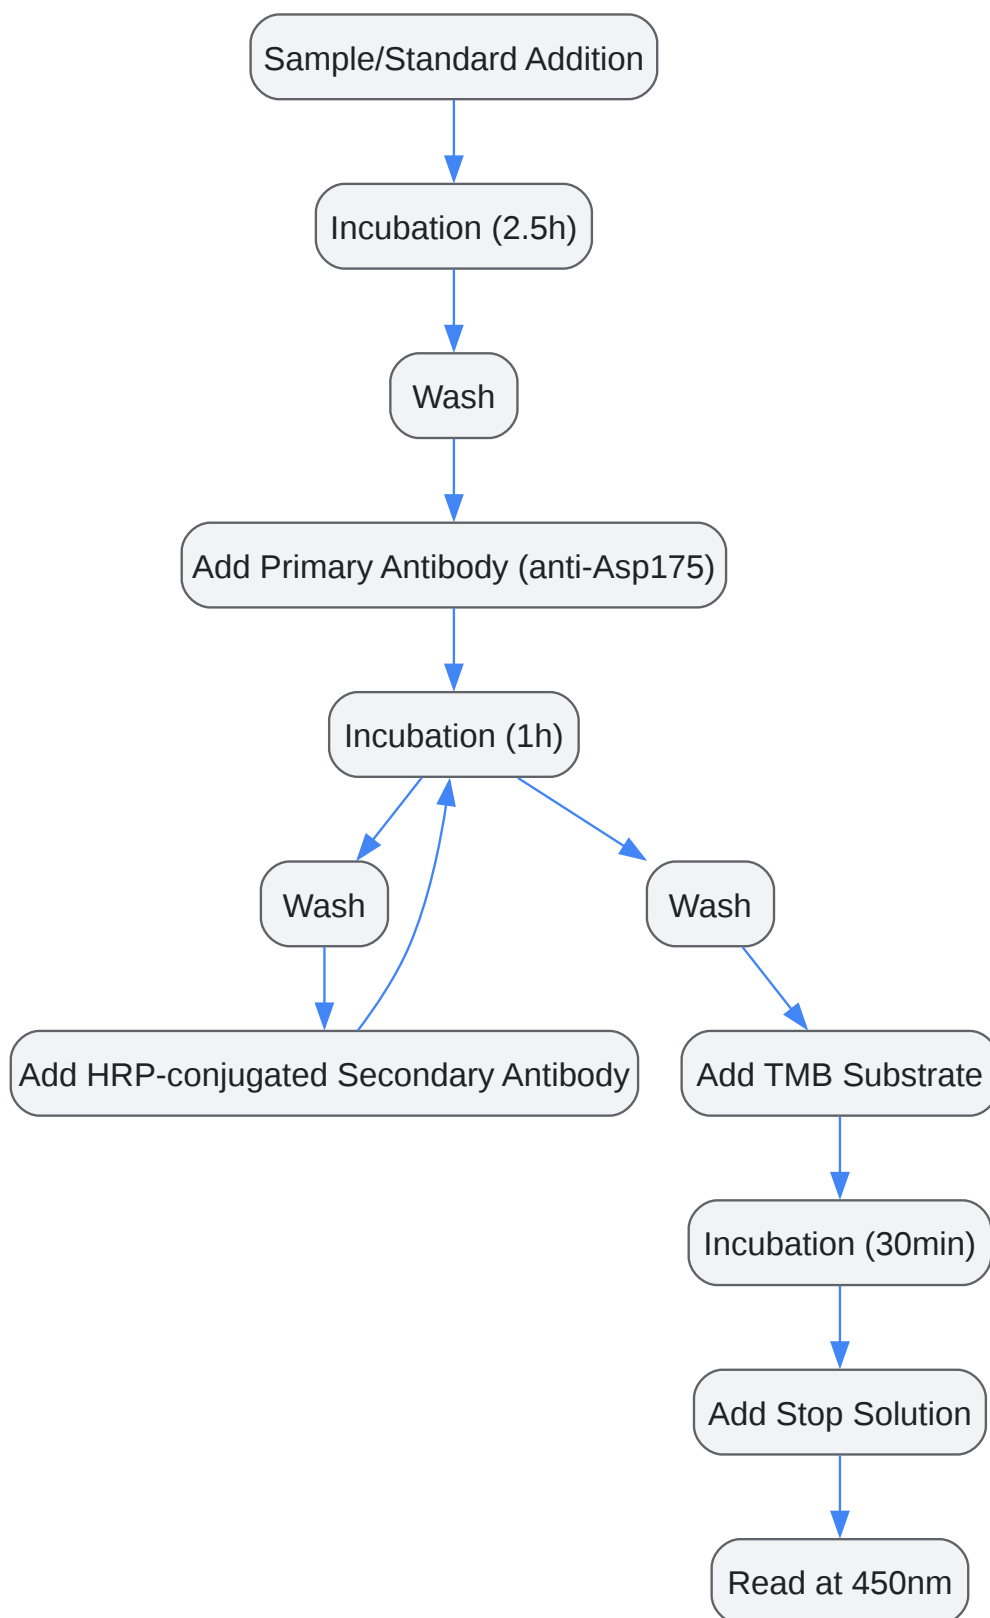 Sample/Standard Addition
Incubation (2.5h)
Wash
Add Primary Antibody (anti-Asp175)
Incubation (1h)
Wash
Wash
Add HRP-conjugated Secondary Antibody
Add TMB Substrate
Incubation (30min)
Add Stop Solution
Read at 450nm